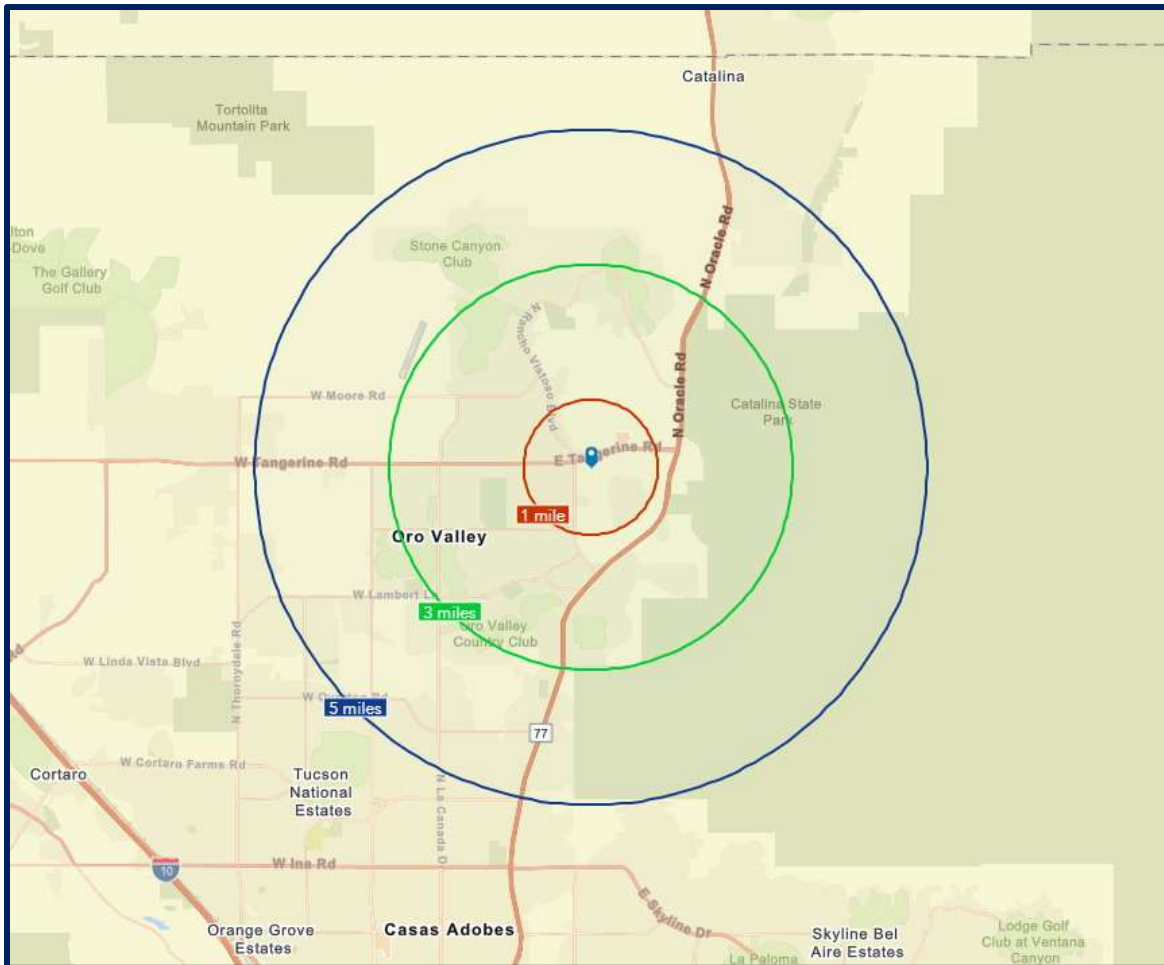 Catalina
Tortolita
Mountain Park
N Oracle Rd
lton
-Dove
Stone Canyon
Club
The Gallery
Golf Club
N Rancho Vistoso Blvd
N Oracle Rd
W Moore Rd
Catalina State
Park
W Tangerine Rd
E Tangerine Rd
1 mile
Oro Valley
W Lambert Ln
3 miles
Oro Valley
Country Club
Rd
W Linda Vista Blvd
N Thornydale Rd
5 miles
77
W Cortaro Farms Rd
Cortaro
Tucson
National
Estates
N La Canada D
W Ina Rd
10
E Skyline Dr
Orange Grove
Estates
Casas Adobes
Skyline Bel
Aire Estates
Lodge Golf
Club at Ventana
Canyon
La Paloma